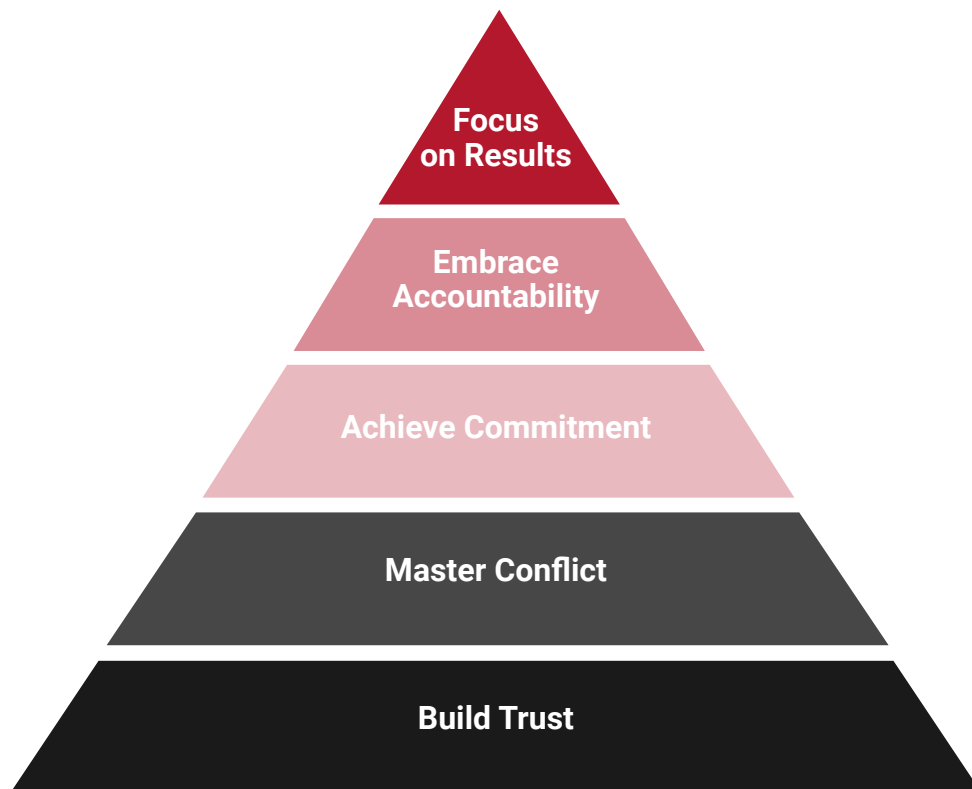 Focus
on Results
Embrace
Accountability
Achieve Commitment
Master Conflict
Build Trust